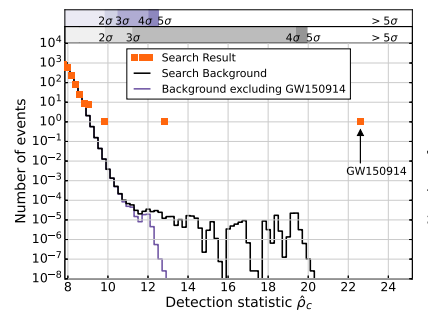 2σ 3σ 4σ 5σ > 5σ
2σ 3σ 4σ 5σ > 5σ
10⁴
10³
10²
10¹
10⁰
10⁻¹
10⁻²
10⁻³
10⁻⁴
10⁻⁵
10⁻⁶
10⁻⁷
10⁻⁸
Number of events
Search Result
Search Background
Background excluding GW150914
GW150914
8 10 12 14 16 18 20 22 24
Detection statistic ρ̂c